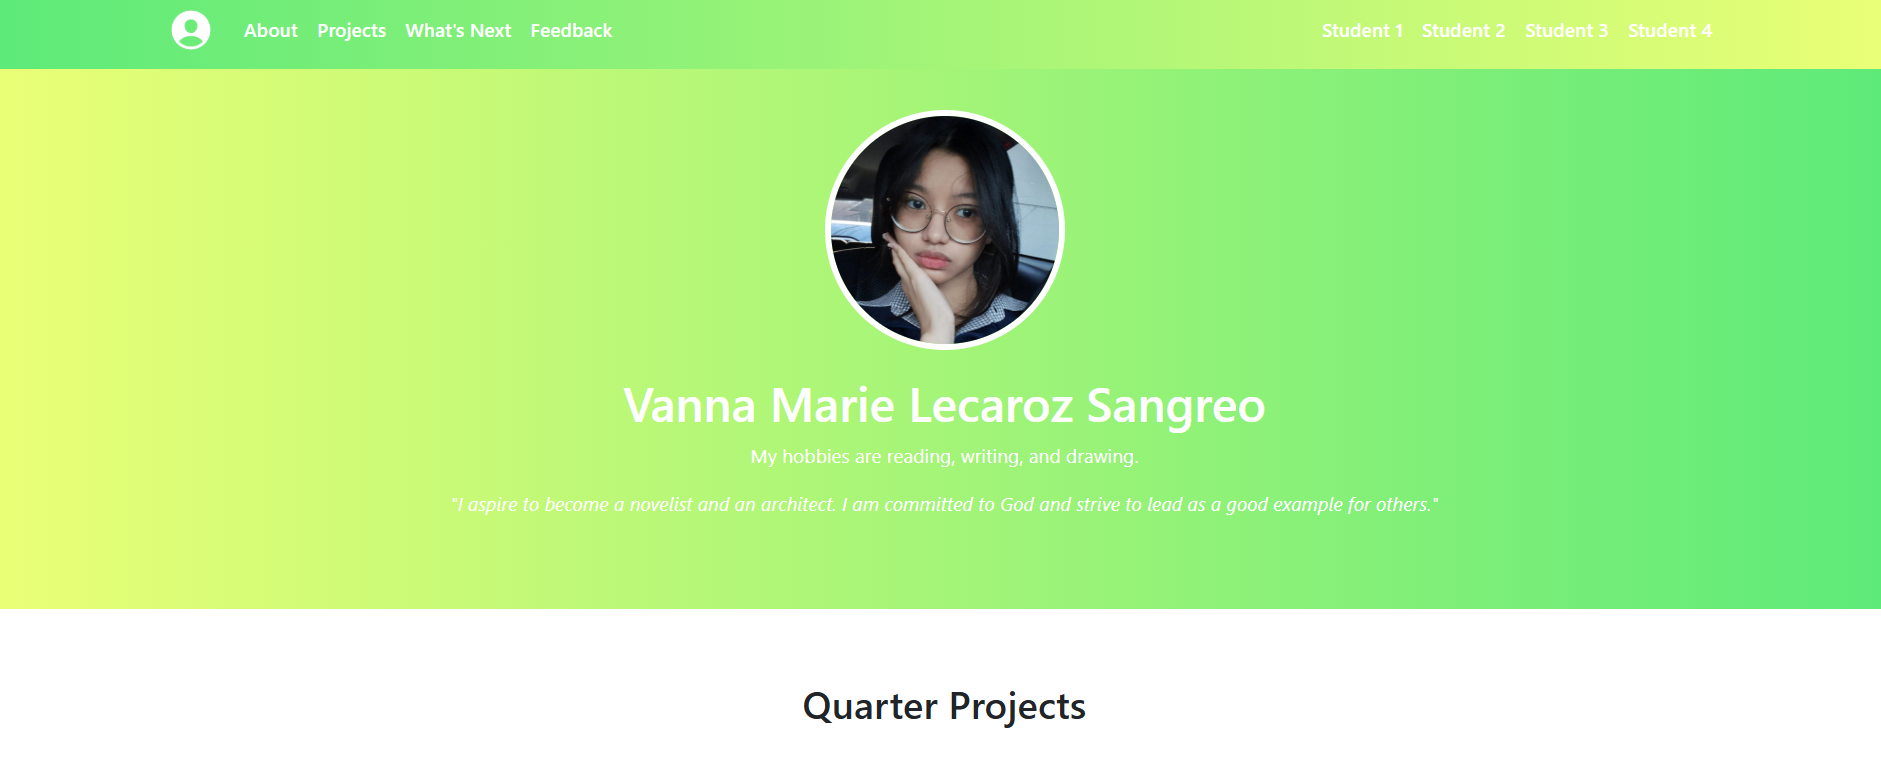 About Projects What's Next Feedback Student 1 Student 2 Student 3 Student 4
Vanna Marie Lecaroz Sangreo
My hobbies are reading, writing, and drawing.
"I aspire to become a novelist and an architect. I am committed to God and strive to lead as a good example for others."
Quarter Projects